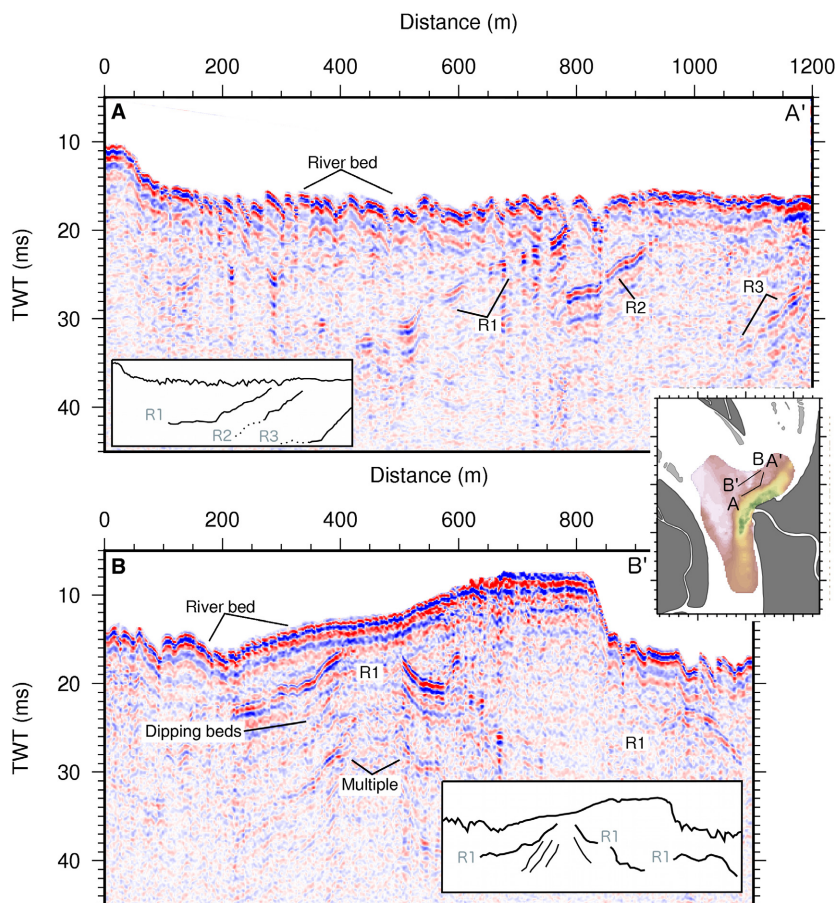 Distance (m)
0 200 400 600 800 1000 1200
A A'
River bed
10
20
30
40
TWT (ms)
R1
R2
R3
R1
R2 R3
Distance (m)
0 200 400 600 800
B A'
B'
A
B B'
River bed
10
20
30
40
TWT (ms)
R1
Dipping beds
R1
Multiple
R1
R1 R1